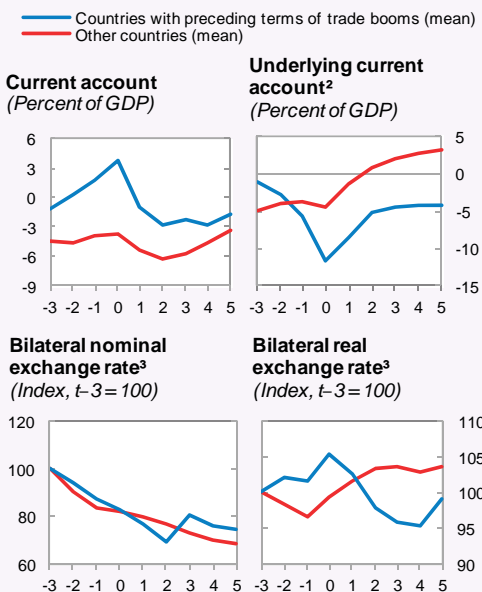 Countries with preceding terms of trade booms (mean)
Other countries (mean)
Current account
(Percent of GDP)
6
3
0
-3
-6
-9
-3 -2 -1 0 1 2 3 4 5
Underlying current
account²
(Percent of GDP)
5
0
-5
-10
-15
-3 -2 -1 0 1 2 3 4 5
Bilateral nominal
exchange rate³
(Index, t–3=100)
120
100
80
60
-3 -2 -1 0 1 2 3 4 5
Bilateral real
exchange rate³
(Index, t–3=100)
110
105
100
95
90
-3 -2 -1 0 1 2 3 4 5